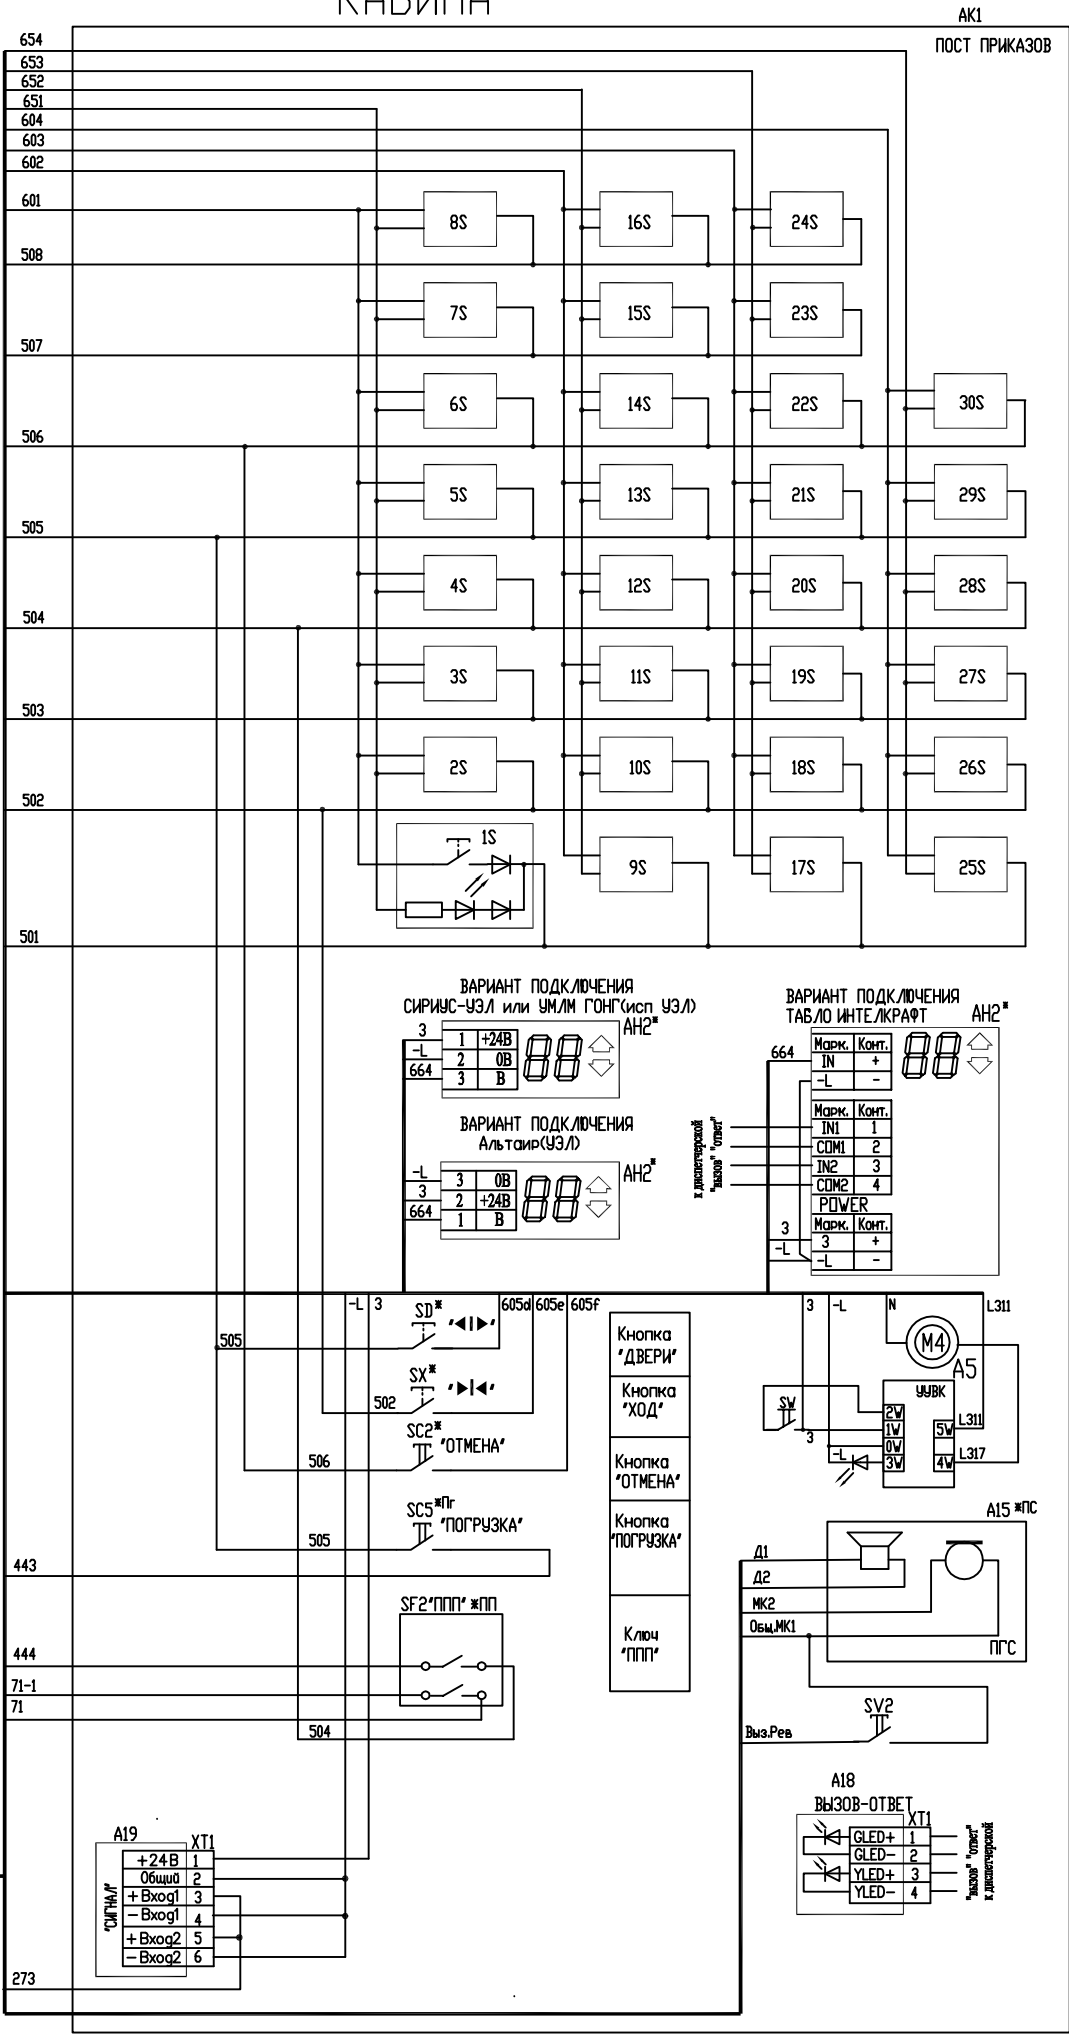 КАБИНА
АК1
ПОСТ ПРИКАЗОВ
654
653
652
651
604
603
602
601
8S
16S
24S
508
7S
15S
23S
507
6S
14S
22S
30S
506
5S
13S
21S
29S
505
4S
12S
20S
28S
504
3S
11S
19S
27S
503
2S
10S
18S
26S
502
1S
9S
17S
25S
501
ВАРИАНТ ПОДКЛЮЧЕНИЯ
СИРИУС-УЭЛ или УМЛМ ГОНГ(исп УЭЛ)
АН2*
3 1 +24В
-L 2 0В
664 3 В
ВАРИАНТ ПОДКЛЮЧЕНИЯ
Альтаир(УЭЛ)
АН2*
-L 3 0В
3 2 +24В
664 1 В
ВАРИАНТ ПОДКЛЮЧЕНИЯ
ТАБЛО ИНТЕЛКРАФТ
АН2*
Марк. Конт.
664 IN +
-L -
Марк. Конт.
IN1 1
COM1 2
IN2 3
COM2 4
к диспетчерской
"вызов" "ответ"
POWER
Марк. Конт.
3 3 +
-L -L -
-L 3
SD* "◀|▶"
605d 605e 605f
505
SX* "▶|◀"
502
SC2* "ОТМЕНА"
506
SC5*Пг "ПОГРУЗКА"
505
443
SF2"ППП" *ПП
444
71-1
71
504
Кнопка
"ДВЕРИ"
Кнопка
"ХОД"
Кнопка
"ОТМЕНА"
Кнопка
"ПОГРУЗКА"
Ключ
"ППП"
3 -L N L311
М4
А5
УУВК
SW
3
-L
2W
1W
0W
3W
5W L311
4W L317
А15 *ПС
Д1
Д2
МК2
Общ.МК1
ПГС
SV2
Выз.Рев
А18
ВЫЗОВ-ОТВЕТ
ХТ1
GLED+ 1
GLED- 2
YLED+ 3
YLED- 4
"вызов" "ответ"
к диспетчерской
А19
ХТ1
"СИГНАЛ"
+24В 1
Общий 2
+Вход1 3
-Вход1 4
+Вход2 5
-Вход2 6
273